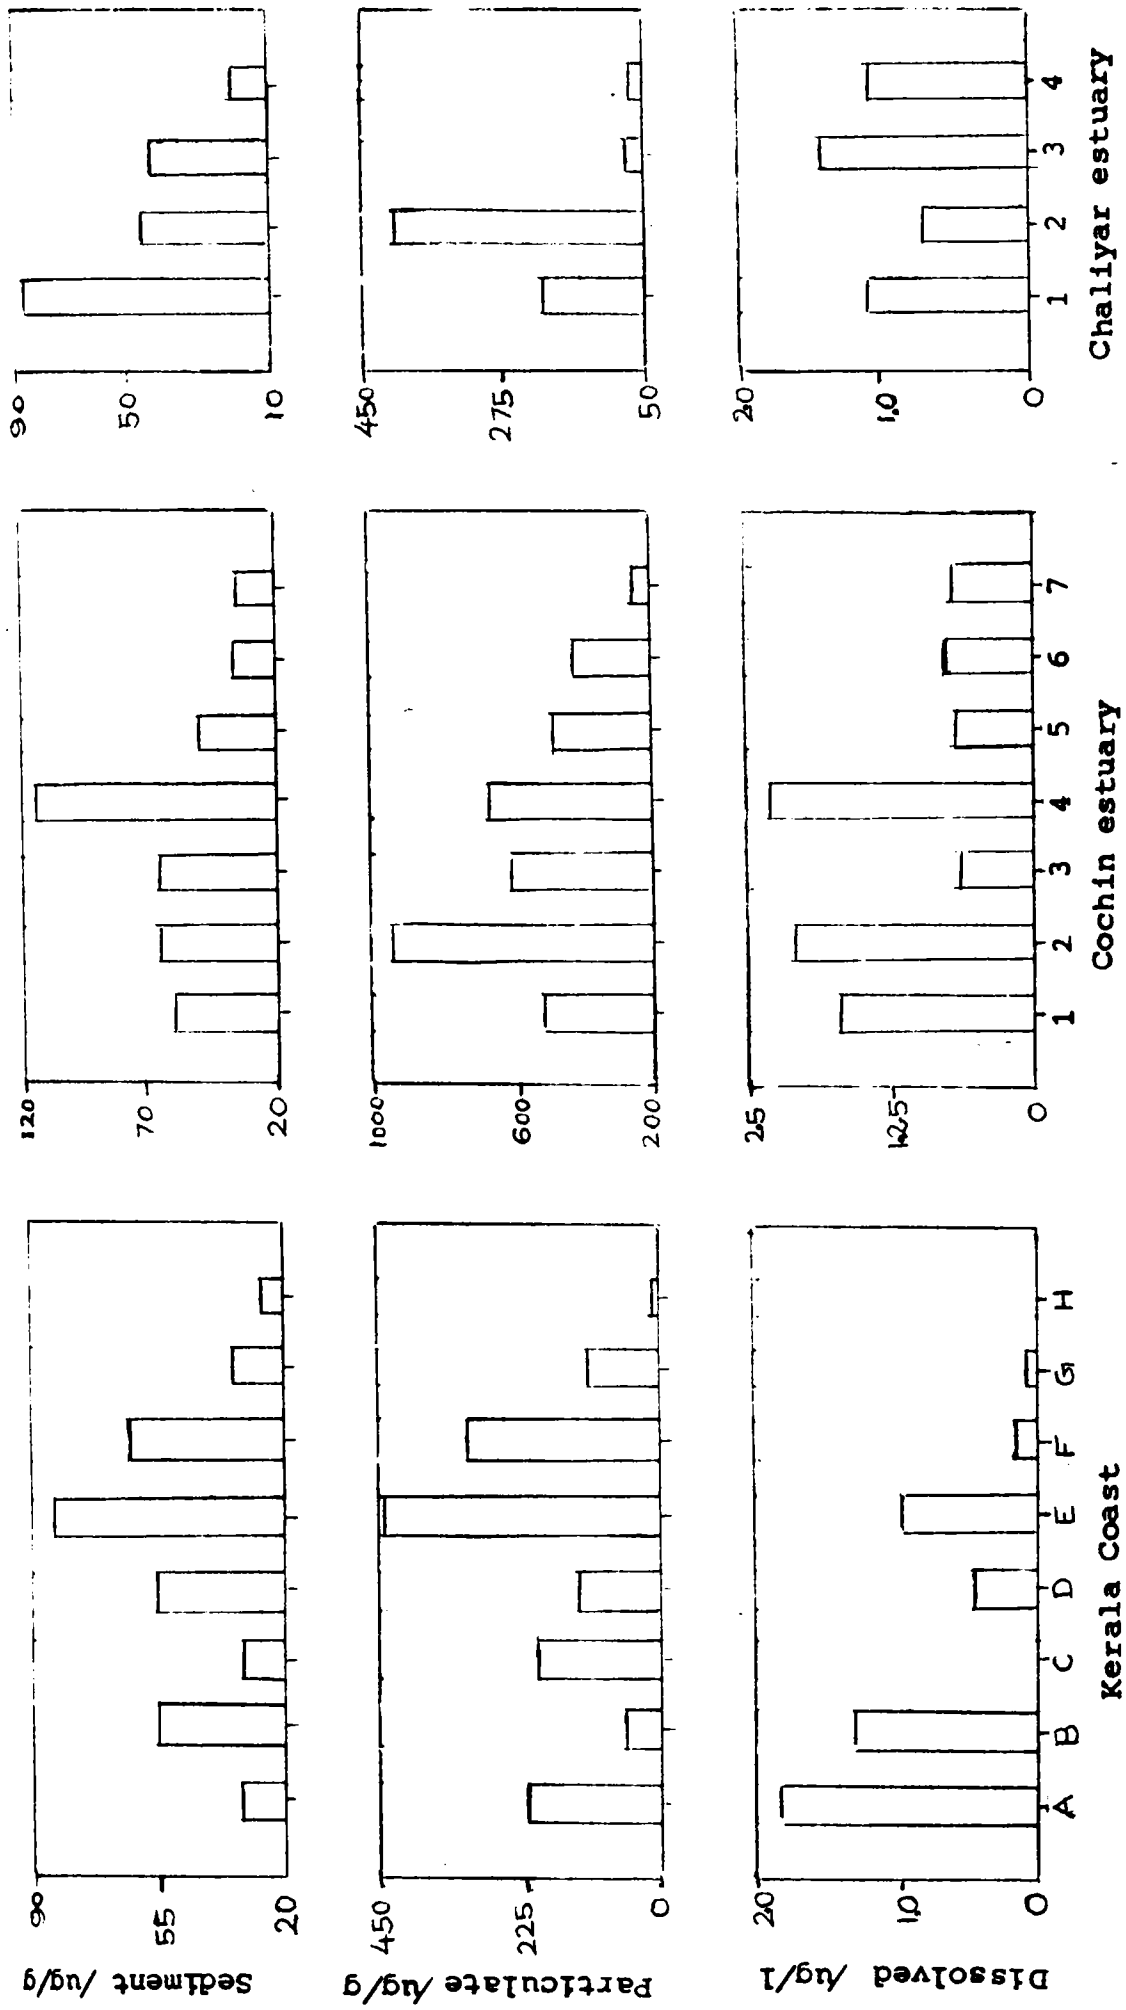 Sediment /ug/g
90 120 90
55 70 50
20 20 10
Particulate /ug/g
450 1000 450
225 600 275
0 200 50
Dissolved /ug/l
2.0 2.5 2.0
1.0 1.25 1.0
0 0 0
A B C D E F G H 1 2 3 4 5 6 7 1 2 3 4
Kerala Coast Cochin estuary Chaliyar estuary